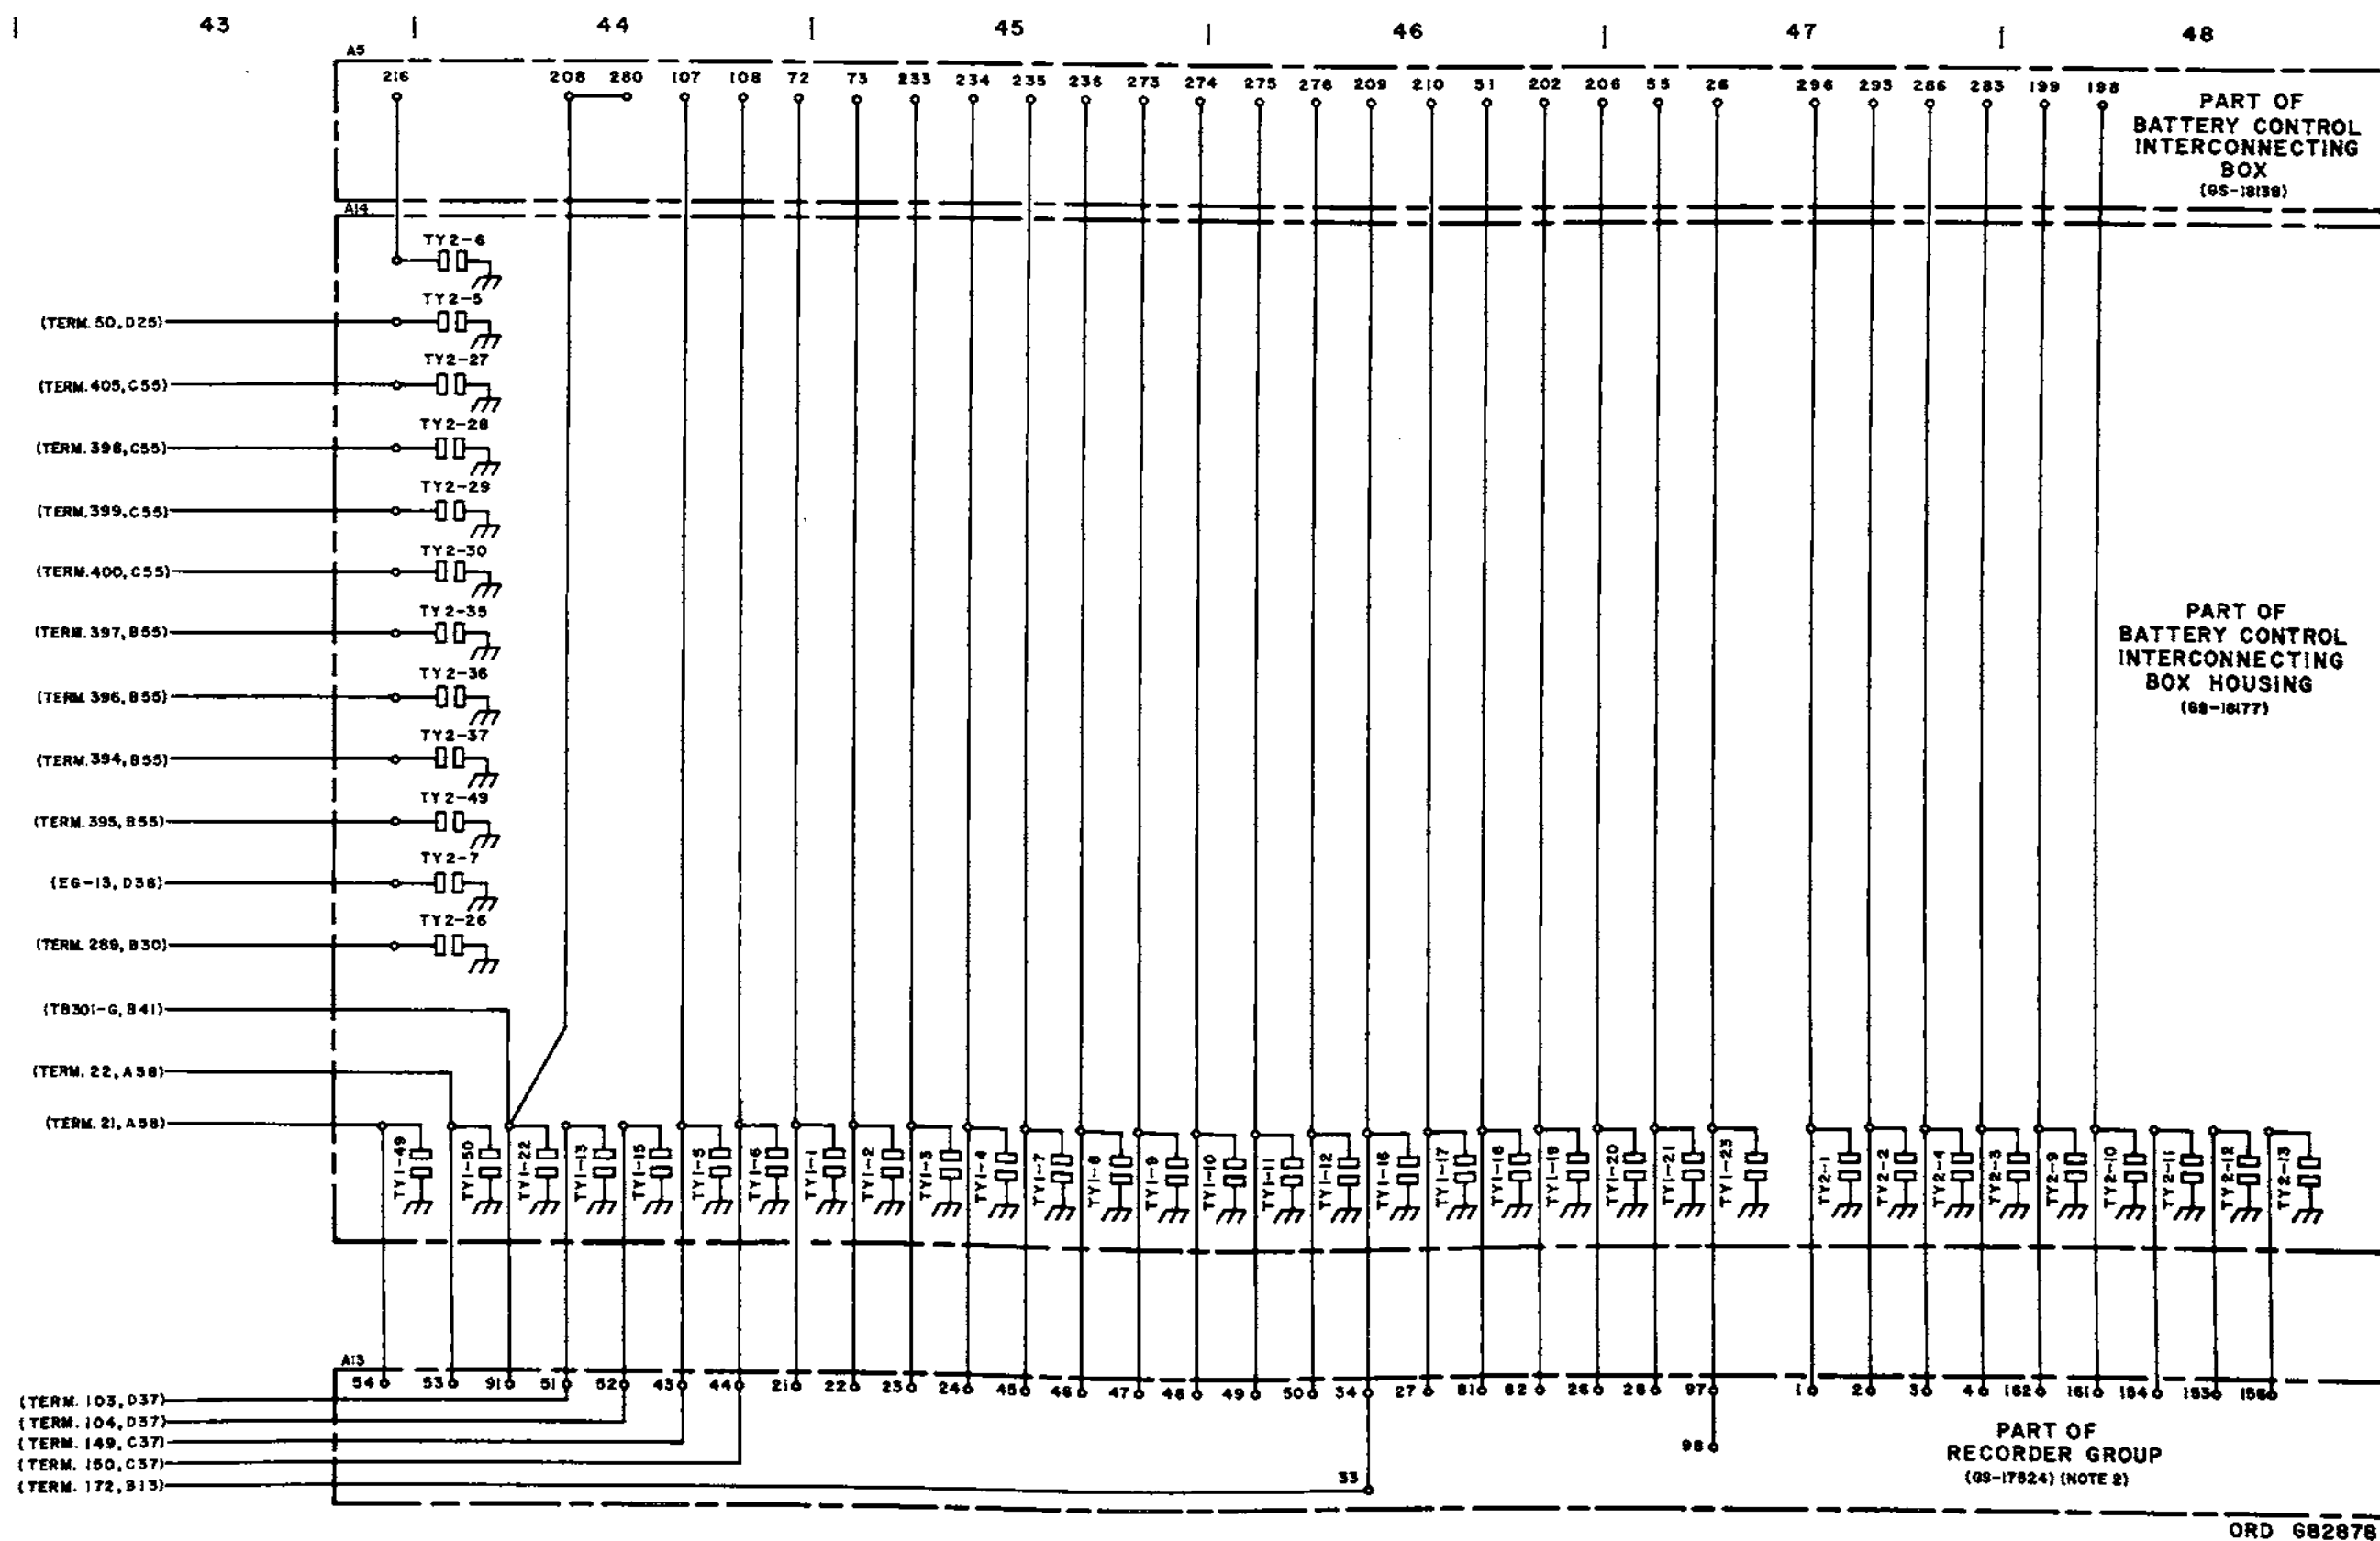 43 44 45 46 47 48
A5
216 208 280 107 108 72 73 233 234 235 236 273 274 275 276 209 210 31 202 206 55 26 296 293 286 283 199 198
PART OF
BATTERY CONTROL
INTERCONNECTING
BOX
(GS-18138)
A14
TY2-6
TY2-5
(TERM. 50, D25)
TY2-27
(TERM. 405, C55)
TY2-28
(TERM. 398, C55)
TY2-29
(TERM. 399, C55)
TY2-30
(TERM. 400, C55)
TY2-35
(TERM. 397, B55)
TY2-36
(TERM. 396, B55)
TY2-37
(TERM. 394, B55)
TY2-49
(TERM. 395, B55)
TY2-7
(EG-13, D38)
TY2-26
(TERM. 289, B30)
PART OF
BATTERY CONTROL
INTERCONNECTING
BOX HOUSING
(GS-18177)
(TB301-G, B41)
(TERM. 22, A58)
(TERM. 21, A58)
TY1-49 TY1-50 TY1-22 TY1-13 TY1-15 TY1-5 TY1-6 TY1-1 TY1-2 TY1-3 TY1-4 TY1-7 TY1-8 TY1-9 TY1-10 TY1-11 TY1-12 TY1-16 TY1-17 TY1-18 TY1-19 TY1-20 TY1-21 TY1-23 TY2-1 TY2-2 TY2-4 TY2-3 TY2-9 TY2-10 TY2-11 TY2-12 TY2-13
A13
54 53 91 51 52 43 44 21 22 23 24 45 46 47 48 49 50 34 27 81 82 97 1 2 3 4 162 161
(TERM. 103, D37)
(TERM. 104, D37)
(TERM. 149, C37)
(TERM. 150, C37)
(TERM. 172, B13)
98
33
PART OF
RECORDER GROUP
(GS-17624) (NOTE 2)
ORD G82878